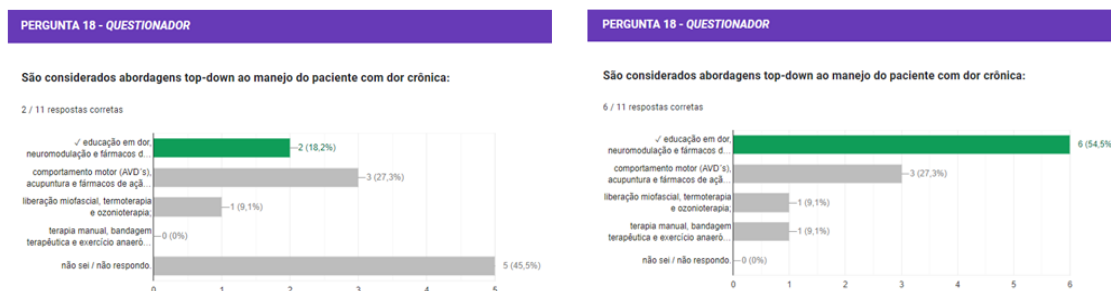 PERGUNTA 18 - QUESTIONADOR
São considerados abordagens top-down ao manejo do paciente com dor crônica:
2 / 11 respostas corretas
✓ educação em dor,
neuromodulação e fármacos d...
2 (18,2%)
comportamento motor (AVD´s),
acupuntura e fármacos de açã...
3 (27,3%)
liberação miofascial, termoterapia
e ozonioterapia;
1 (9,1%)
terapia manual, bandagem
terapêutica e exercício anaeró...
0 (0%)
não sei / não respondo.
5 (45,5%)
0 1 2 3 4 5
PERGUNTA 18 - QUESTIONADOR
São considerados abordagens top-down ao manejo do paciente com dor crônica:
6 / 11 respostas corretas
✓ educação em dor,
neuromodulação e fármacos d...
6 (54,5%
comportamento motor (AVD´s),
acupuntura e fármacos de açã...
3 (27,3%)
liberação miofascial, termoterapia
e ozonioterapia;
1 (9,1%)
terapia manual, bandagem
terapêutica e exercício anaeró...
1 (9,1%)
não sei / não respondo.
0 (0%)
0 1 2 3 4 5 6